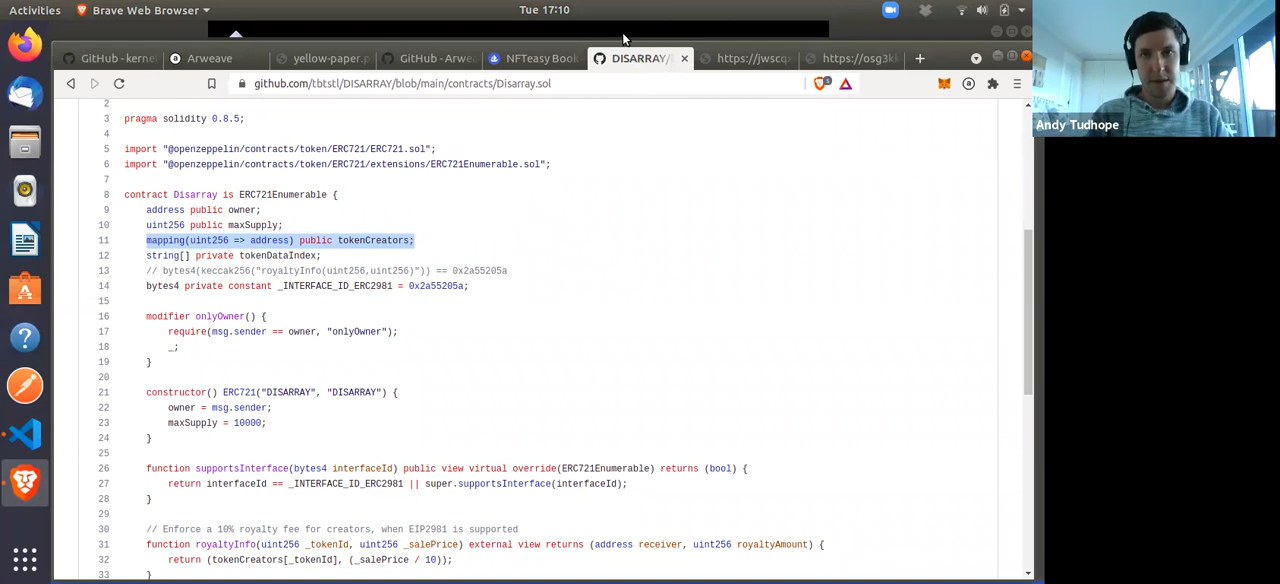 Activities
Brave Web Browser
Tue 17:10
GitHub - kerne
Arweave
yellow-paper.p
GitHub - Arwe
NFTeasy Book
DISARRAY/
https://jwscqx
https://osg3kk
github.com/tbtstl/DISARRAY/blob/main/contracts/Disarray.sol
5
Andy Tudhope
2
3 pragma solidity 0.8.5;
4
5 import "@openzeppelin/contracts/token/ERC721/ERC721.sol";
6 import "@openzeppelin/contracts/token/ERC721/extensions/ERC721Enumerable.sol";
7
8 contract Disarray is ERC721Enumerable {
9 address public owner;
10 uint256 public maxSupply;
11 mapping(uint256 => address) public tokenCreators;
12 string[] private tokenDataIndex;
13 // bytes4(keccak256("royaltyInfo(uint256,uint256)")) == 0x2a55205a
14 bytes4 private constant _INTERFACE_ID_ERC2981 = 0x2a55205a;
15
16 modifier onlyOwner() {
17 require(msg.sender == owner, "onlyOwner");
18 _;
19 }
20
21 constructor() ERC721("DISARRAY", "DISARRAY") {
22 owner = msg.sender;
23 maxSupply = 10000;
24 }
25
26 function supportsInterface(bytes4 interfaceId) public view virtual override(ERC721Enumerable) returns (bool) {
27 return interfaceId == _INTERFACE_ID_ERC2981 || super.supportsInterface(interfaceId);
28 }
29
30 // Enforce a 10% royalty fee for creators, when EIP2981 is supported
31 function royaltyInfo(uint256 _tokenId, uint256 _salePrice) external view returns (address receiver, uint256 royaltyAmount) {
32 return (tokenCreators[_tokenId], (_salePrice / 10));
33 }